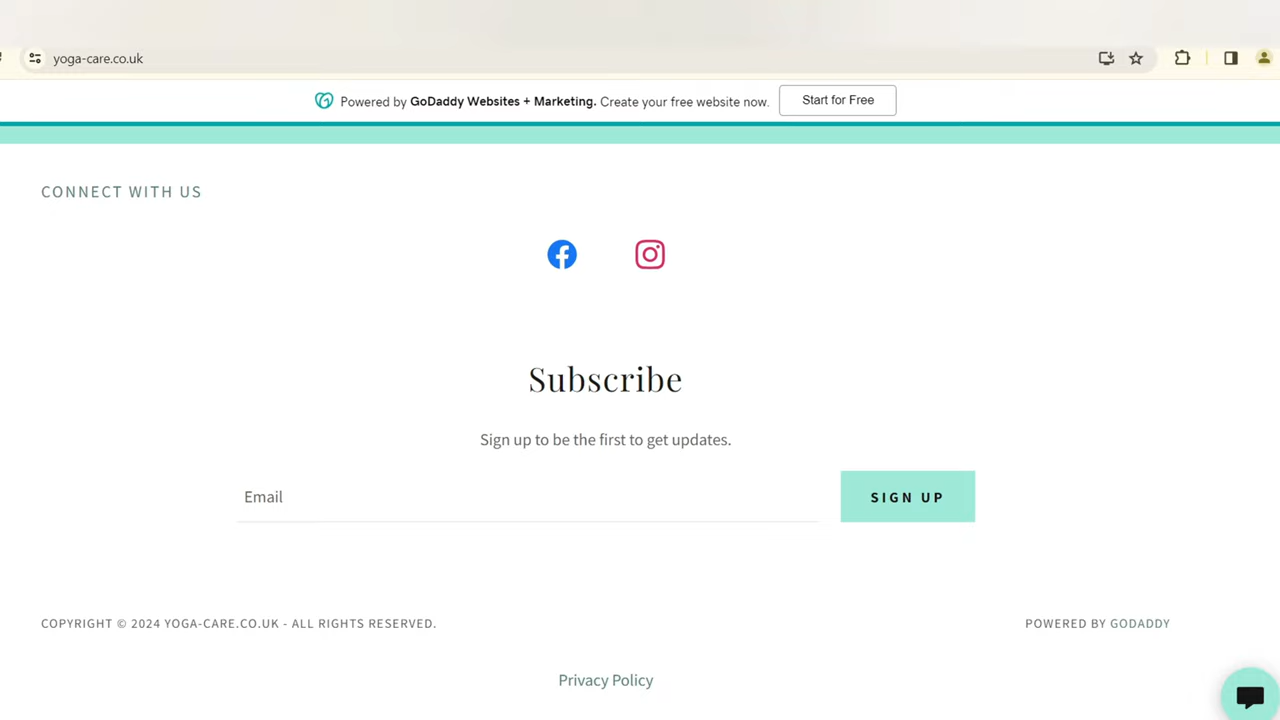 yoga-care.co.uk
Powered by GoDaddy Websites + Marketing. Create your free website now. Start for Free
CONNECT WITH US
Subscribe
Sign up to be the first to get updates.
Email
SIGN UP
COPYRIGHT © 2024 YOGA-CARE.CO.UK - ALL RIGHTS RESERVED.
POWERED BY GODADDY
Privacy Policy